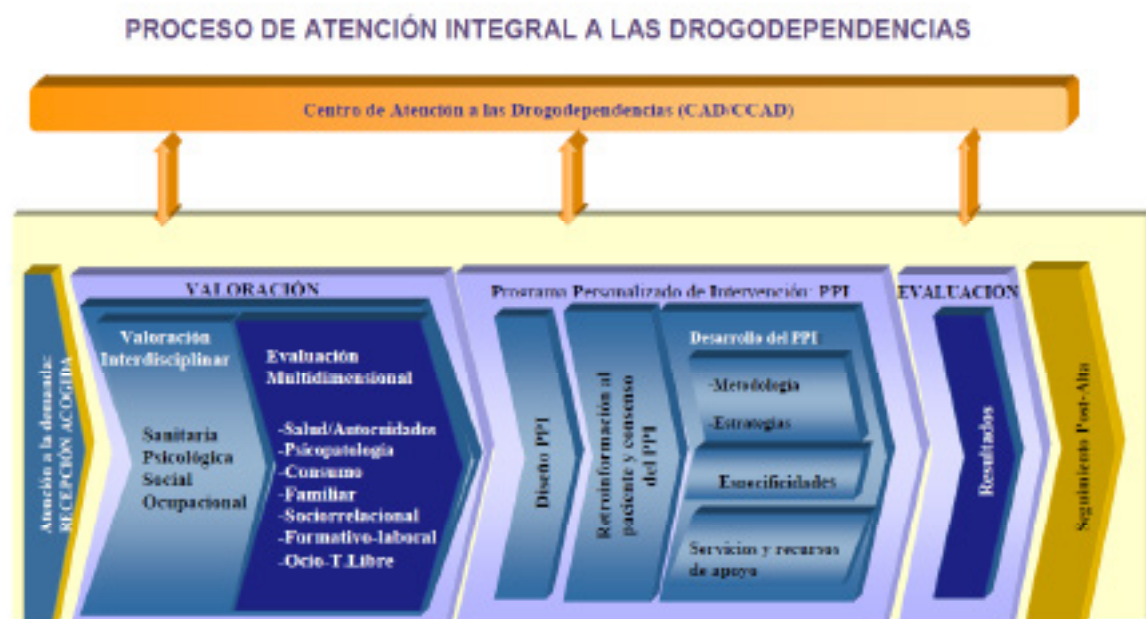 PROCESO DE ATENCIÓN INTEGRAL A LAS DROGODEPENDENCIAS
Centro de Atención a las Drogodependencias (CAD/CCAD)
Atención a la demanda:
RECEPCIÓN ACOGIDA
VALORACIÓN
Valoración
Interdisciplinar
Sanitaria
Psicológica
Social
Ocupacional
Evaluación
Multidimensional
-Salud/Autocuidados
-Psicopatología
-Consumo
-Familiar
-Sociorrelacional
-Formativo-laboral
-Ocio-T.Libre
Programa Personalizado de Intervención: PPI
Diseño PPI
Retroinformación al
paciente y consenso
del PPI
Desarrollo del PPI
-Metodología
-Estrategias
Especificidades
Servicios y recursos
de apoyo
EVALUACIÓN
Resultados
Seguimiento Post-Alta